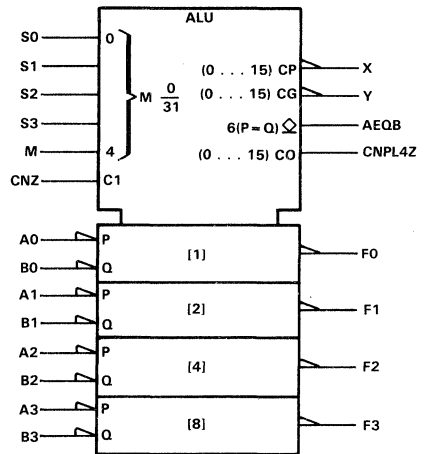 ALU
S0 0
S1 (0 . . . 15) CP X
S2 M 0/31 (0 . . . 15) CG Y
S3 6(P = Q) AEQB
M 4 (0 . . . 15) CO CNPL4Z
CNZ C1
A0 P [1] F0
B0 Q
A1 P [2] F1
B1 Q
A2 P [4] F2
B2 Q
A3 P [8] F3
B3 Q